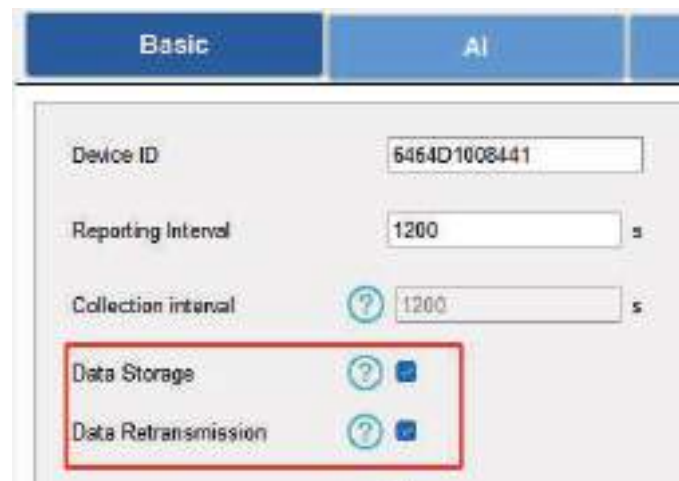 Basic AI
Device ID 6464D1008441
Reporting Interval 1200 s
Collection interval ? 1200 s
Data Storage ?
Data Retransmission ?